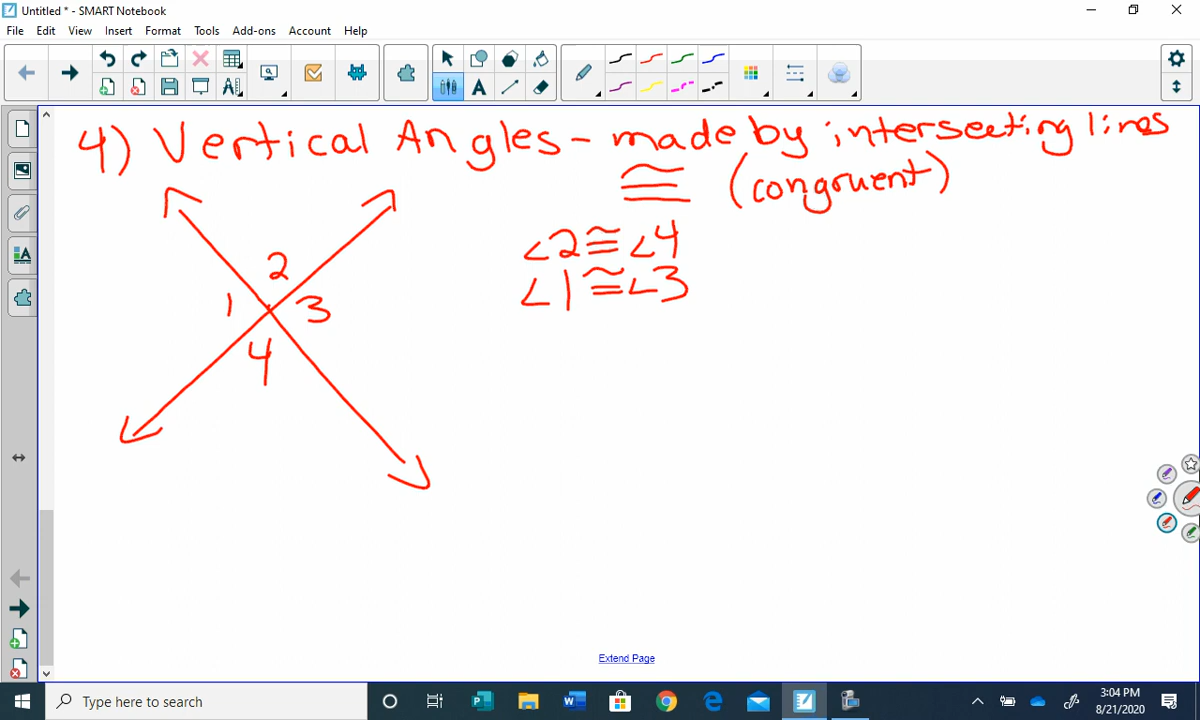 Untitled * - SMART Notebook
File Edit View Insert Format Tools Add-ons Account Help
4) Vertical Angles - made by intersecting lines
≅ (congruent)
∠2 ≅ ∠4
∠1 ≅ ∠3
2
1 3
4
Extend Page
Type here to search
3:04 PM
8/21/2020